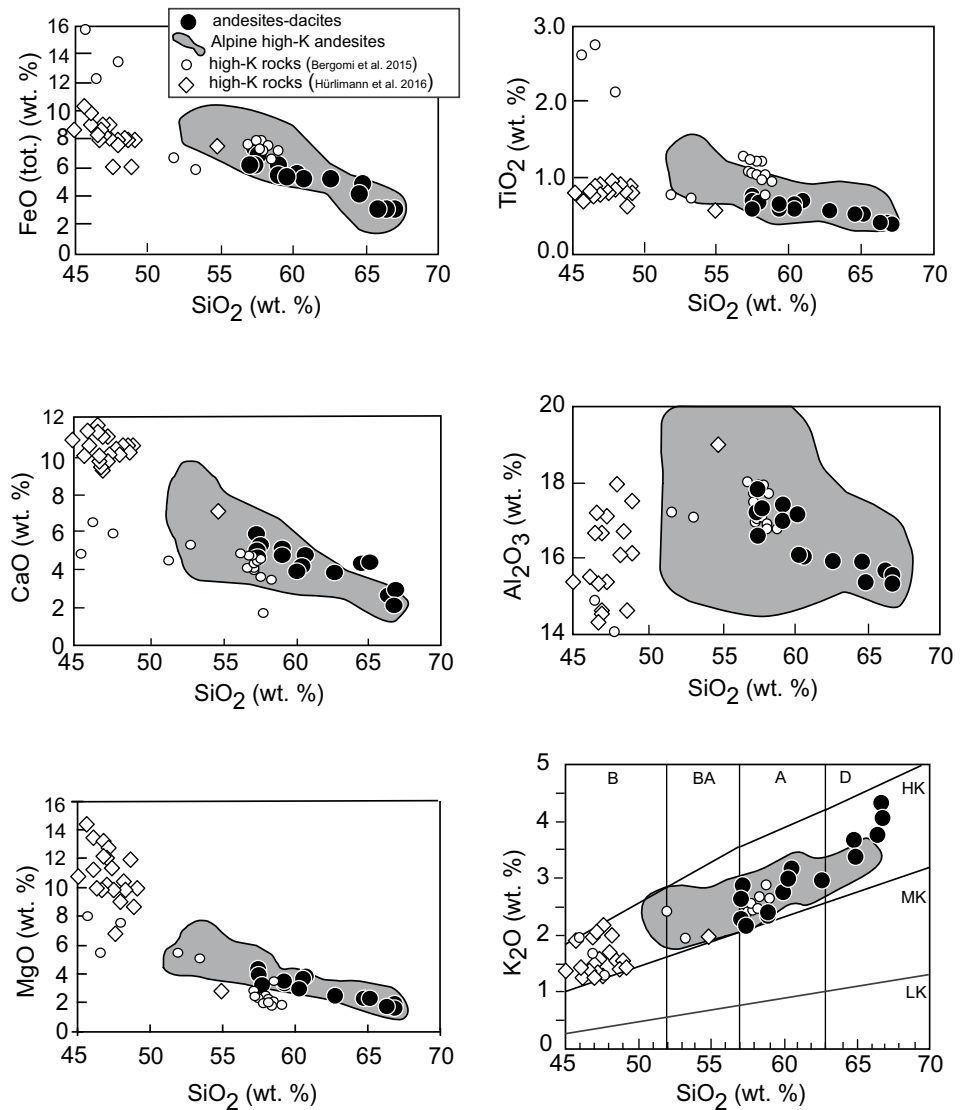 andesites-dacites
Alpine high-K andesites
high-K rocks (Bergomi et al. 2015)
high-K rocks (Hürlimann et al. 2016)
FeO (tot.) (wt. %)
16
14
12
10
8
6
4
2
0
45 50 55 60 65 70
SiO2 (wt. %)
TiO2 (wt. %)
3.0
2.0
1.0
0.0
45 50 55 60 65 70
SiO2 (wt. %)
CaO (wt. %)
12
10
8
6
4
2
0
45 50 55 60 65 70
SiO2 (wt. %)
Al2O3 (wt. %)
20
18
16
14
45 50 55 60 65 70
SiO2 (wt. %)
MgO (wt. %)
16
14
12
10
8
6
4
2
0
45 50 55 60 65 70
SiO2 (wt. %)
K2O (wt. %)
5
4
3
2
1
0
B BA A D
HK
MK
LK
45 50 55 60 65 70
SiO2 (wt. %)